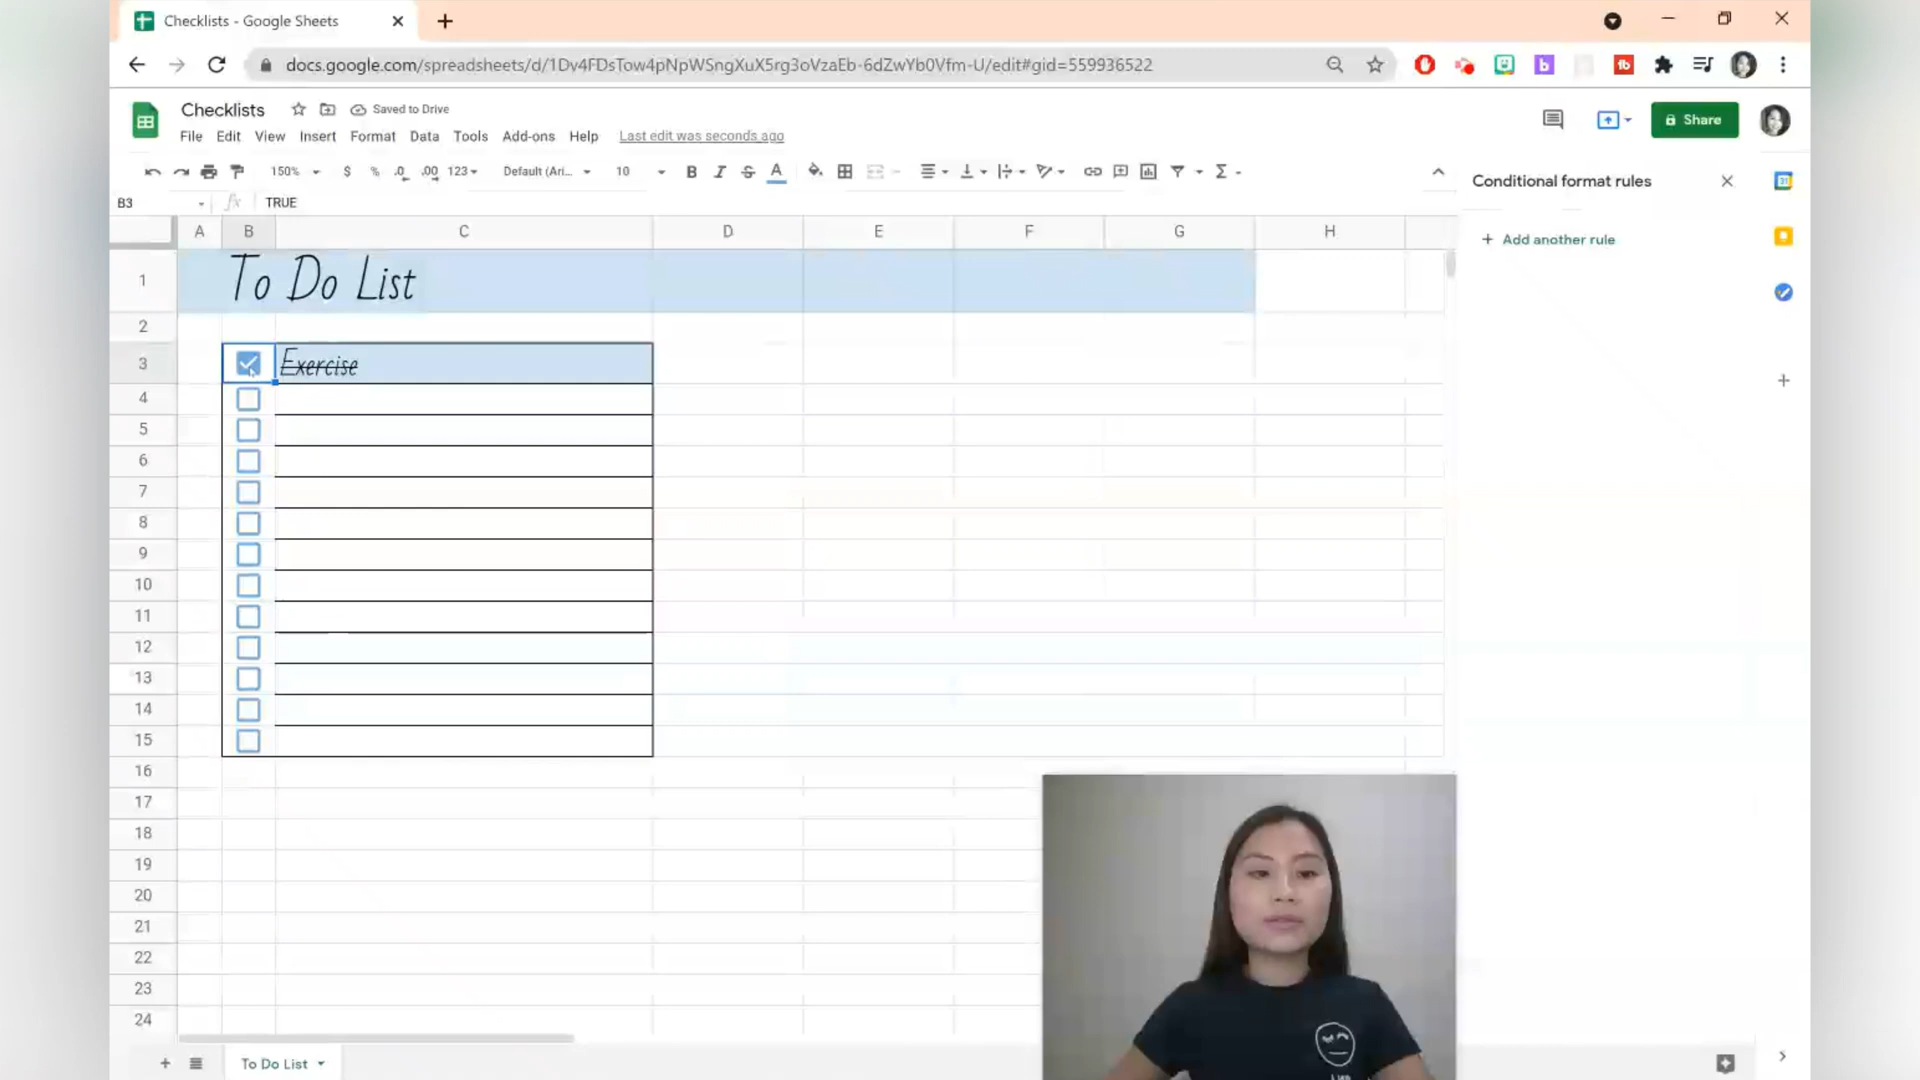 Checklists - Google Sheets
docs.google.com/spreadsheets/d/1Dv4FDsTow4pNpWSngXuX5rg3oVzaEb-6dZwYb0Vfm-U/edit#gid=559936522
Checklists
Saved to Drive
File Edit View Insert Format Data Tools Add-ons Help Last edit was seconds ago
Share
150% $ % .0 .00 123 Default (Ari... 10 B I S A Σ
Conditional format rules
B3 fx TRUE
+ Add another rule
A B C D E F G H
1 To Do List
2
3 Exercise
4
5
6
7
8
9
10
11
12
13
14
15
16
17
18
19
20
21
22
23
24
To Do List